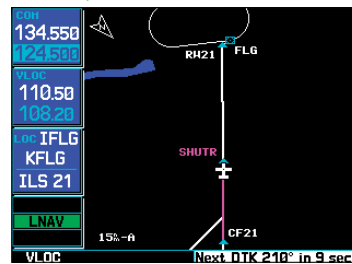 COM
134.550
124.500
VLOC
110.50
108.20
LOC IFLG
KFLG
ILS 21
LNAV
VLOC
RW21
FLG
SHUTR
CF21
Next DTK 210° in 9 sec